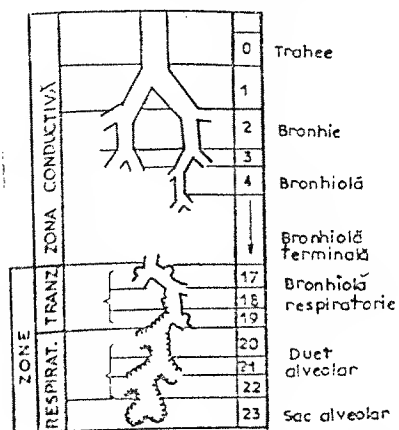 0 Trahee
1
2 Bronhie
3
4 Bronhiolă
Bronhiolă
terminală
17 Bronhiolă
18 respiratorie
19
20
Duet
21 alveolar
22
23 Sac alveolar
ZONA CONDUCTIVĂ
TRANZ.
RESPIRAT.
ZONE